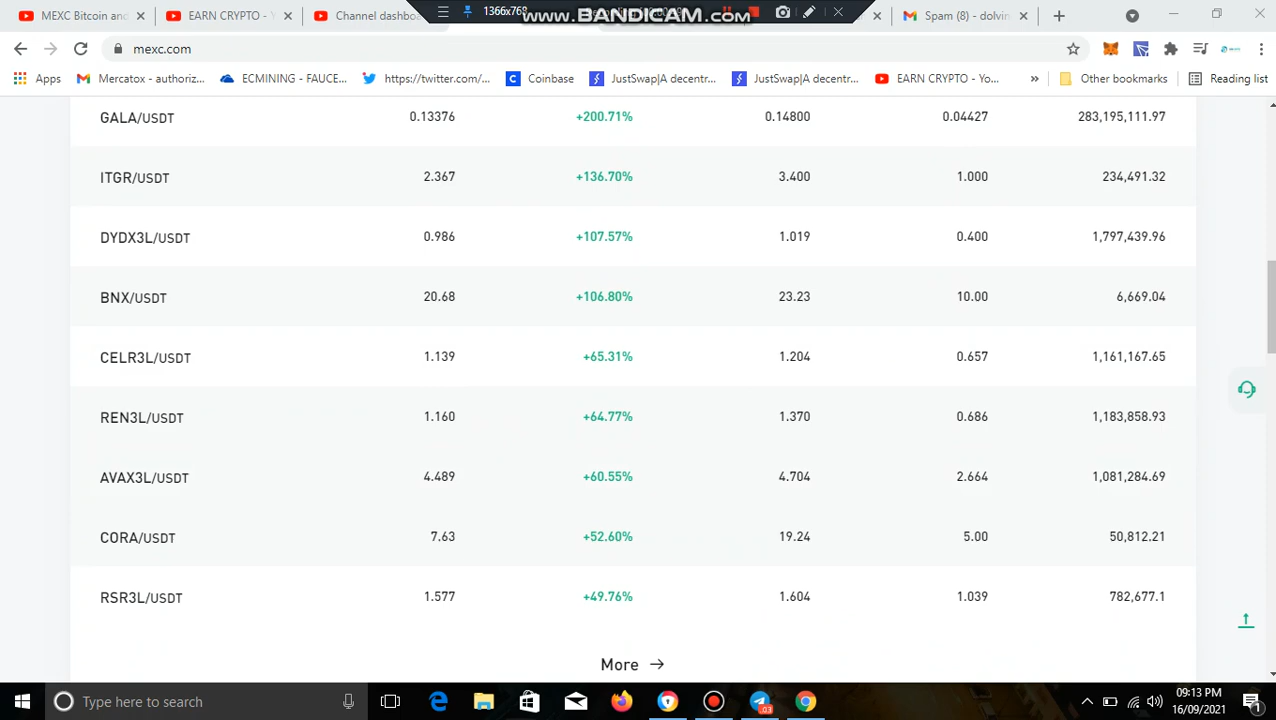 MEXC Bitcoin and
EARN CRYPTO - Y
Channel dashbo
1366x768
www.BANDICAM.com
Spam (8) - dolvin
mexc.com
Apps
Mercatox - authoriz...
ECMINING - FAUCE...
https://twitter.com/...
Coinbase
JustSwap|A decentr...
JustSwap|A decentr...
EARN CRYPTO - Yo...
»
Other bookmarks
Reading list
GALA/USDT 0.13376 +200.71% 0.14800 0.04427 283,195,111.97
ITGR/USDT 2.367 +136.70% 3.400 1.000 234,491.32
DYDX3L/USDT 0.986 +107.57% 1.019 0.400 1,797,439.96
BNX/USDT 20.68 +106.80% 23.23 10.00 6,669.04
CELR3L/USDT 1.139 +65.31% 1.204 0.657 1,161,167.65
REN3L/USDT 1.160 +64.77% 1.370 0.686 1,183,858.93
AVAX3L/USDT 4.489 +60.55% 4.704 2.664 1,081,284.69
CORA/USDT 7.63 +52.60% 19.24 5.00 50,812.21
RSR3L/USDT 1.577 +49.76% 1.604 1.039 782,677.1
More →
Type here to search
09:13 PM
16/09/2021